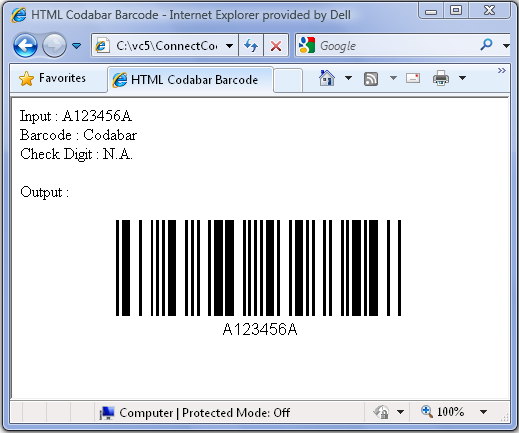 HTML Codabar Barcode - Internet Explorer provided by Dell
C:\vc5\ConnectCo
Google
Favorites
HTML Codabar Barcode
Input : A123456A
Barcode : Codabar
Check Digit : N.A.
Output :
A123456A
Computer | Protected Mode: Off
100%